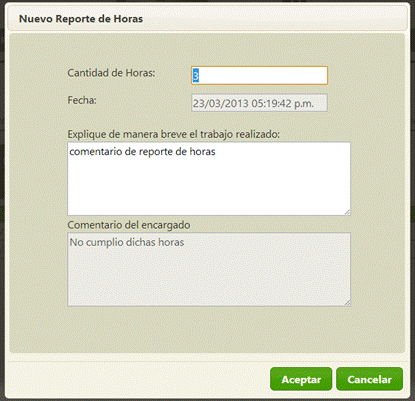 Nuevo Reporte de Horas
Cantidad de Horas: 3
Fecha: 23/03/2013 05:19:42 p.m.
Explique de manera breve el trabajo realizado:
comentario de reporte de horas
Comentario del encargado
No cumplio dichas horas
Aceptar Cancelar